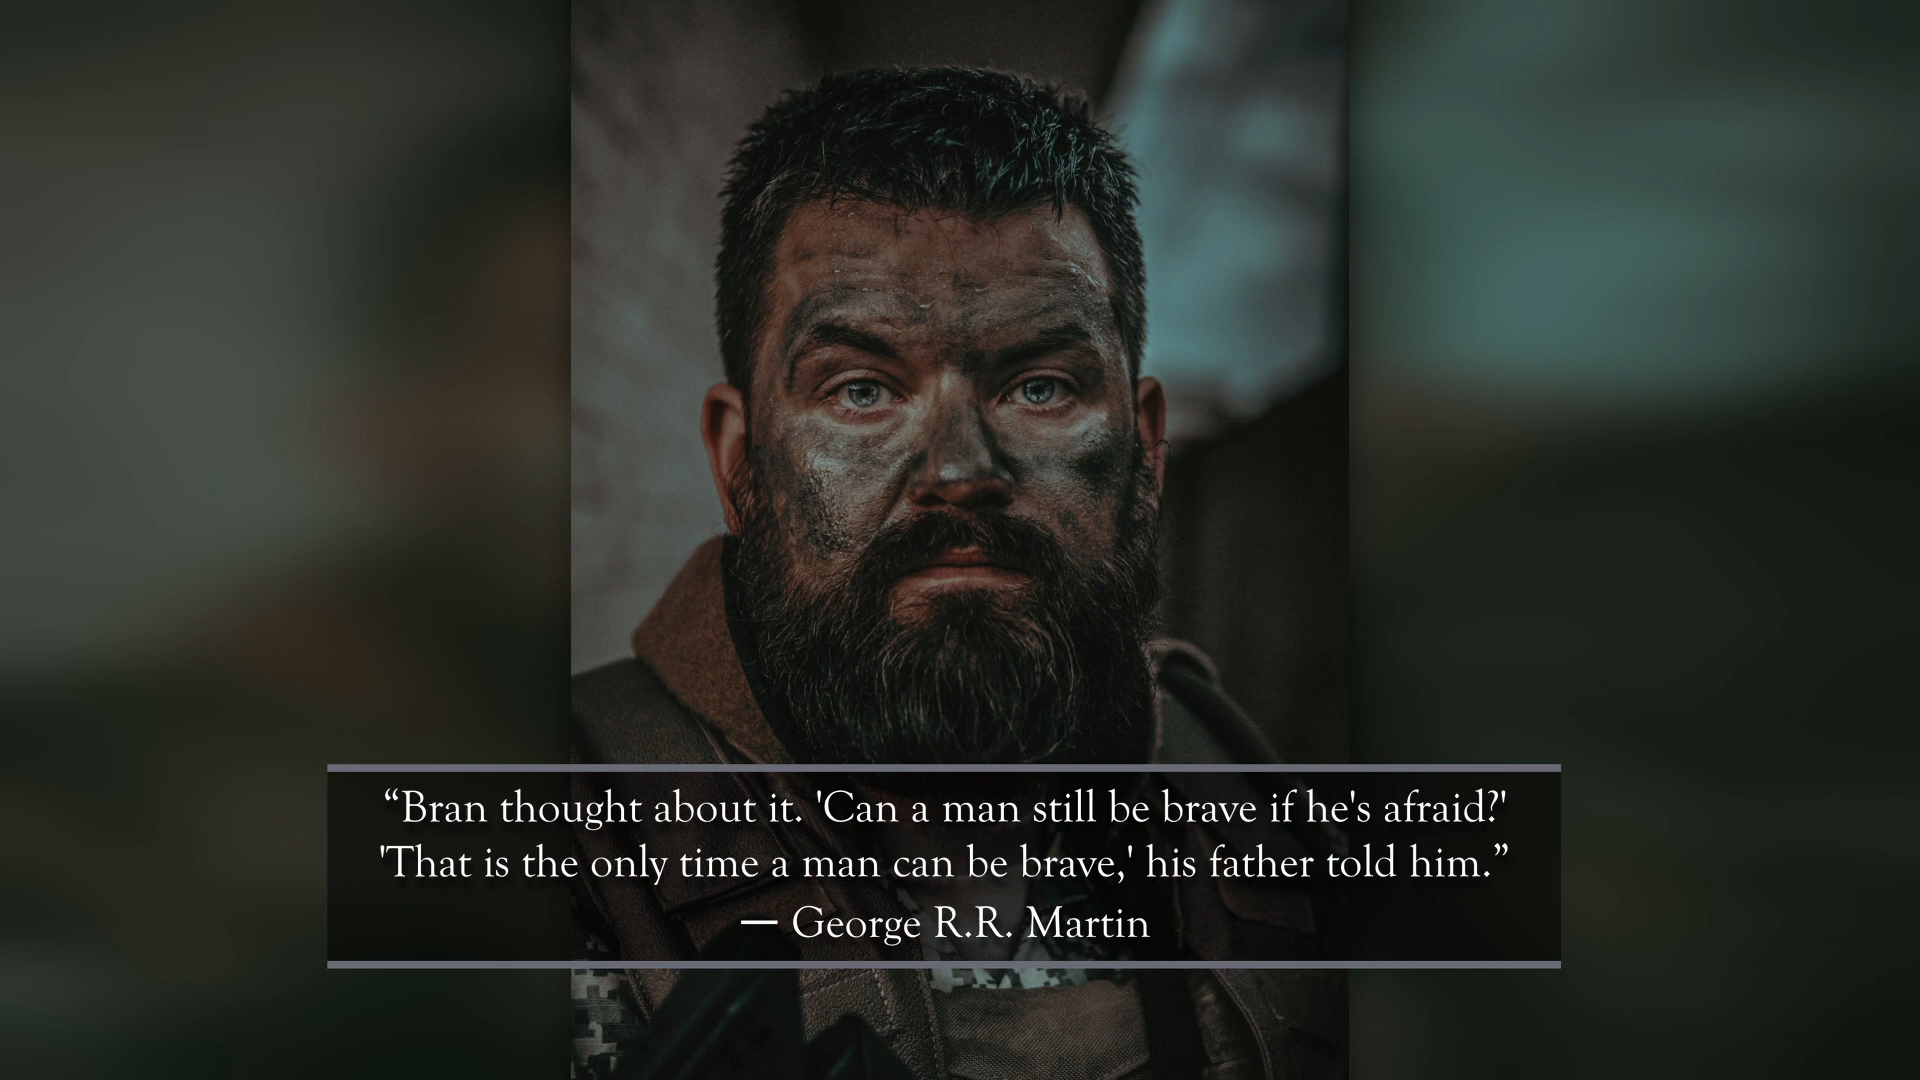 “Bran thought about it. 'Can a man still be brave if he's afraid?'
'That is the only time a man can be brave,' his father told him.”
— George R.R. Martin